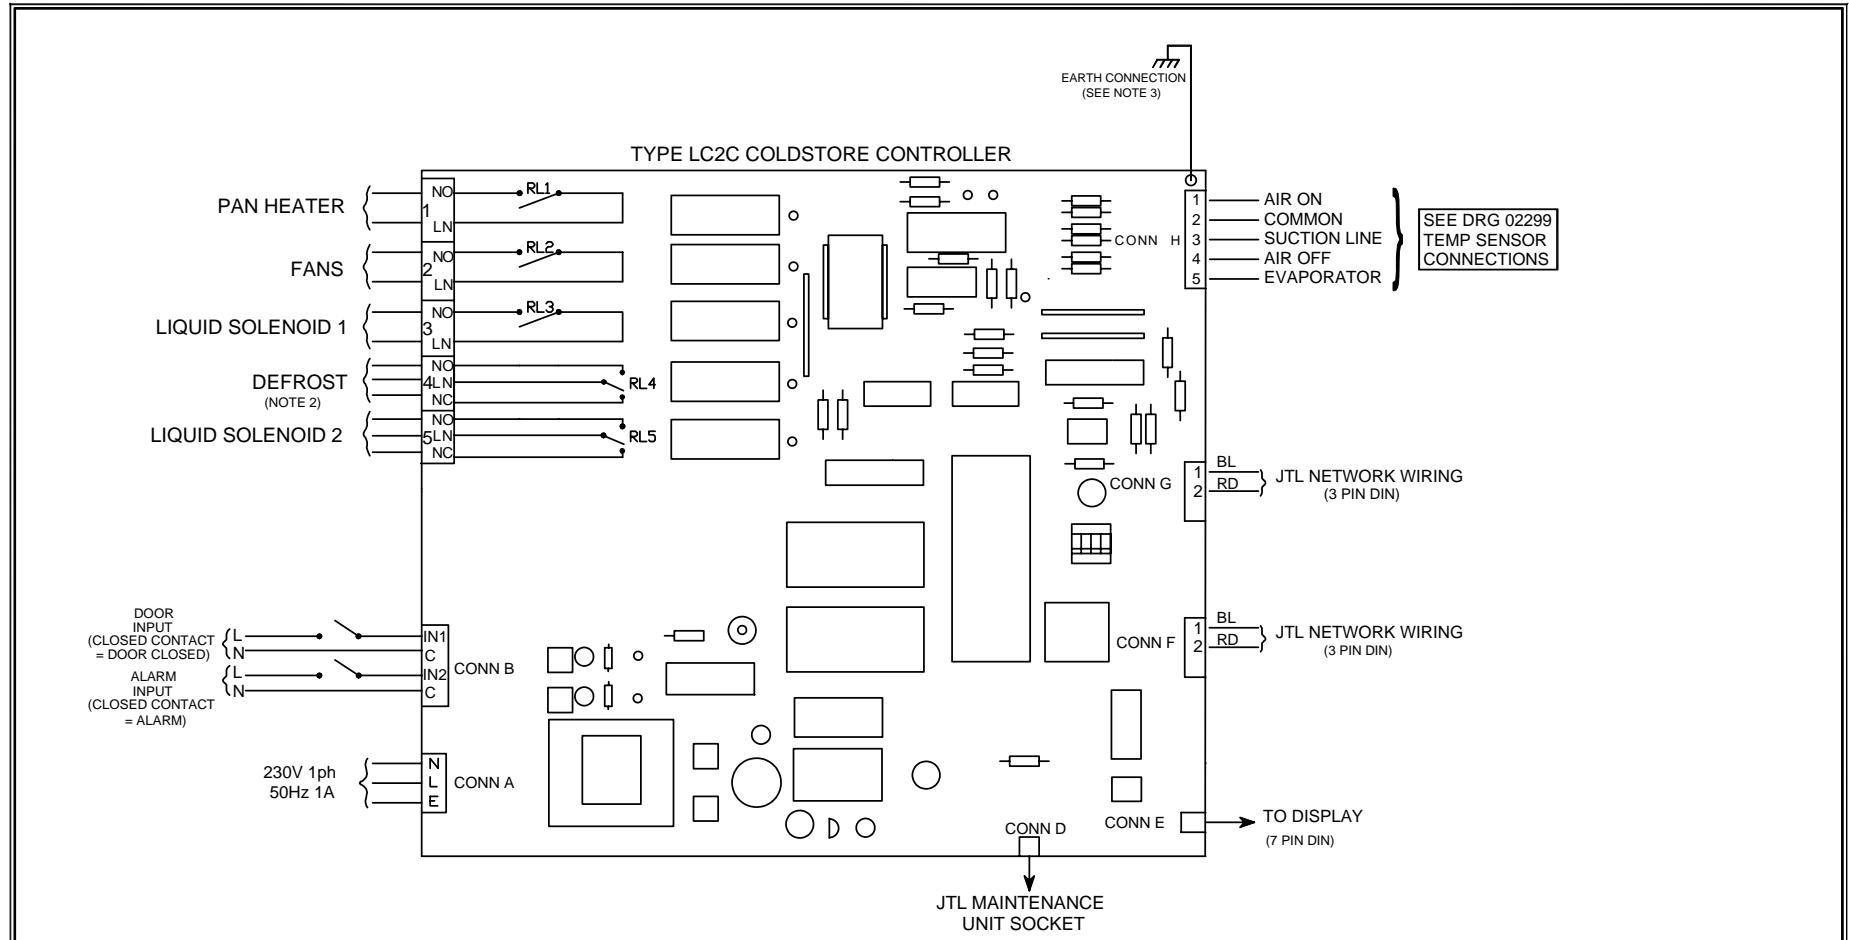 EARTH CONNECTION
(SEE NOTE 3)
TYPE LC2C COLDSTORE CONTROLLER
PAN HEATER
NO
1
LN
RL1
FANS
NO
2
LN
RL2
LIQUID SOLENOID 1
NO
3
LN
RL3
DEFROST
(NOTE 2)
NO
4LN
NC
RL4
LIQUID SOLENOID 2
NO
5LN
NC
RL5
CONN H
1 AIR ON
2 COMMON
3 SUCTION LINE
4 AIR OFF
5 EVAPORATOR
SEE DRG 02299
TEMP SENSOR
CONNECTIONS
CONN G
1 BL
2 RD
JTL NETWORK WIRING
(3 PIN DIN)
DOOR
INPUT
(CLOSED CONTACT
= DOOR CLOSED)
L
N
ALARM
INPUT
(CLOSED CONTACT
= ALARM)
L
N
IN1
C
IN2
C
CONN B
CONN F
1 BL
2 RD
JTL NETWORK WIRING
(3 PIN DIN)
230V 1ph
50Hz 1A
N
L
E
CONN A
CONN D
CONN E
TO DISPLAY
(7 PIN DIN)
JTL MAINTENANCE
UNIT SOCKET